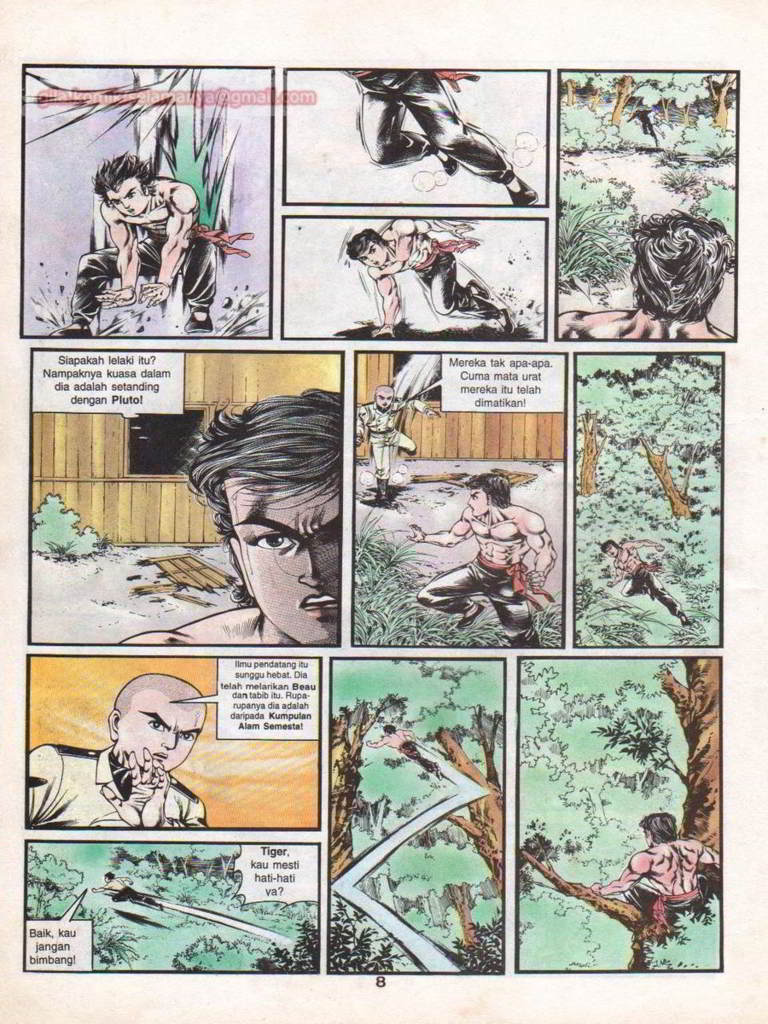 gilakomikselamanya@gmail.com
Siapakah lelaki itu?
Nampaknya kuasa dalam
dia adalah setanding
dengan Pluto!
Mereka tak apa-apa.
Cuma mata urat
mereka itu telah
dimatikan!
Ilmu pendatang itu
sunggu hebat. Dia
telah melarikan Beau
dan tabib itu. Rupa-
rupanya dia adalah
daripada Kumpulan
Alam Semesta!
Tiger,
kau mesti
hati-hati
ya?
Baik, kau
jangan
bimbang!
8